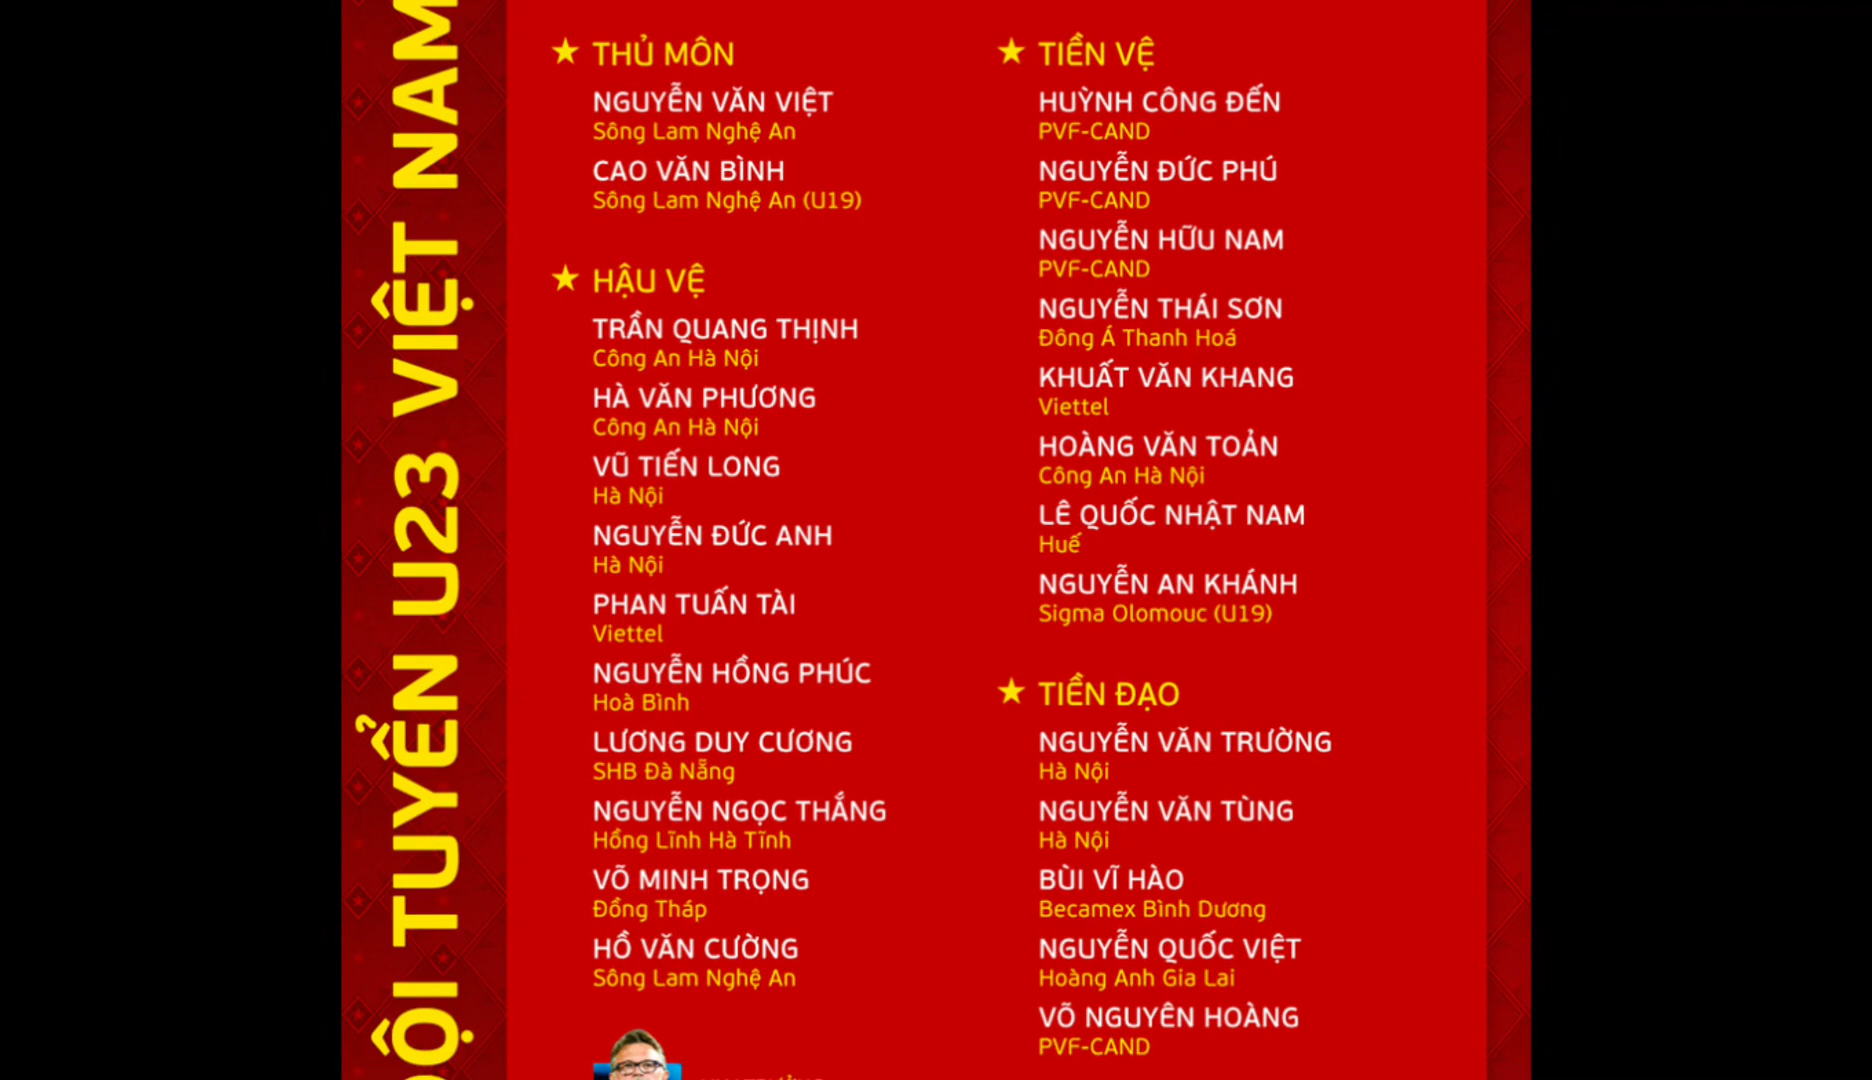 ĐỘI TUYỂN U23 VIỆT NAM
THỦ MÔN
NGUYỄN VĂN VIỆT
Sông Lam Nghệ An
CAO VĂN BÌNH
Sông Lam Nghệ An (U19)
HẬU VỆ
TRẦN QUANG THỊNH
Công An Hà Nội
HÀ VĂN PHƯƠNG
Công An Hà Nội
VŨ TIẾN LONG
Hà Nội
NGUYỄN ĐỨC ANH
Hà Nội
PHAN TUẤN TÀI
Viettel
NGUYỄN HỒNG PHÚC
Hoà Bình
LƯƠNG DUY CƯƠNG
SHB Đà Nẵng
NGUYỄN NGỌC THẮNG
Hồng Lĩnh Hà Tĩnh
VÕ MINH TRỌNG
Đồng Tháp
HỒ VĂN CƯỜNG
Sông Lam Nghệ An
TIỀN VỆ
HUỲNH CÔNG ĐẾN
PVF-CAND
NGUYỄN ĐỨC PHÚ
PVF-CAND
NGUYỄN HỮU NAM
PVF-CAND
NGUYỄN THÁI SƠN
Đông Á Thanh Hoá
KHUẤT VĂN KHANG
Viettel
HOÀNG VĂN TOẢN
Công An Hà Nội
LÊ QUỐC NHẬT NAM
Huế
NGUYỄN AN KHÁNH
Sigma Olomouc (U19)
TIỀN ĐẠO
NGUYỄN VĂN TRƯỜNG
Hà Nội
NGUYỄN VĂN TÙNG
Hà Nội
BÙI VĨ HÀO
Becamex Bình Dương
NGUYỄN QUỐC VIỆT
Hoàng Anh Gia Lai
VÕ NGUYÊN HOÀNG
PVF-CAND